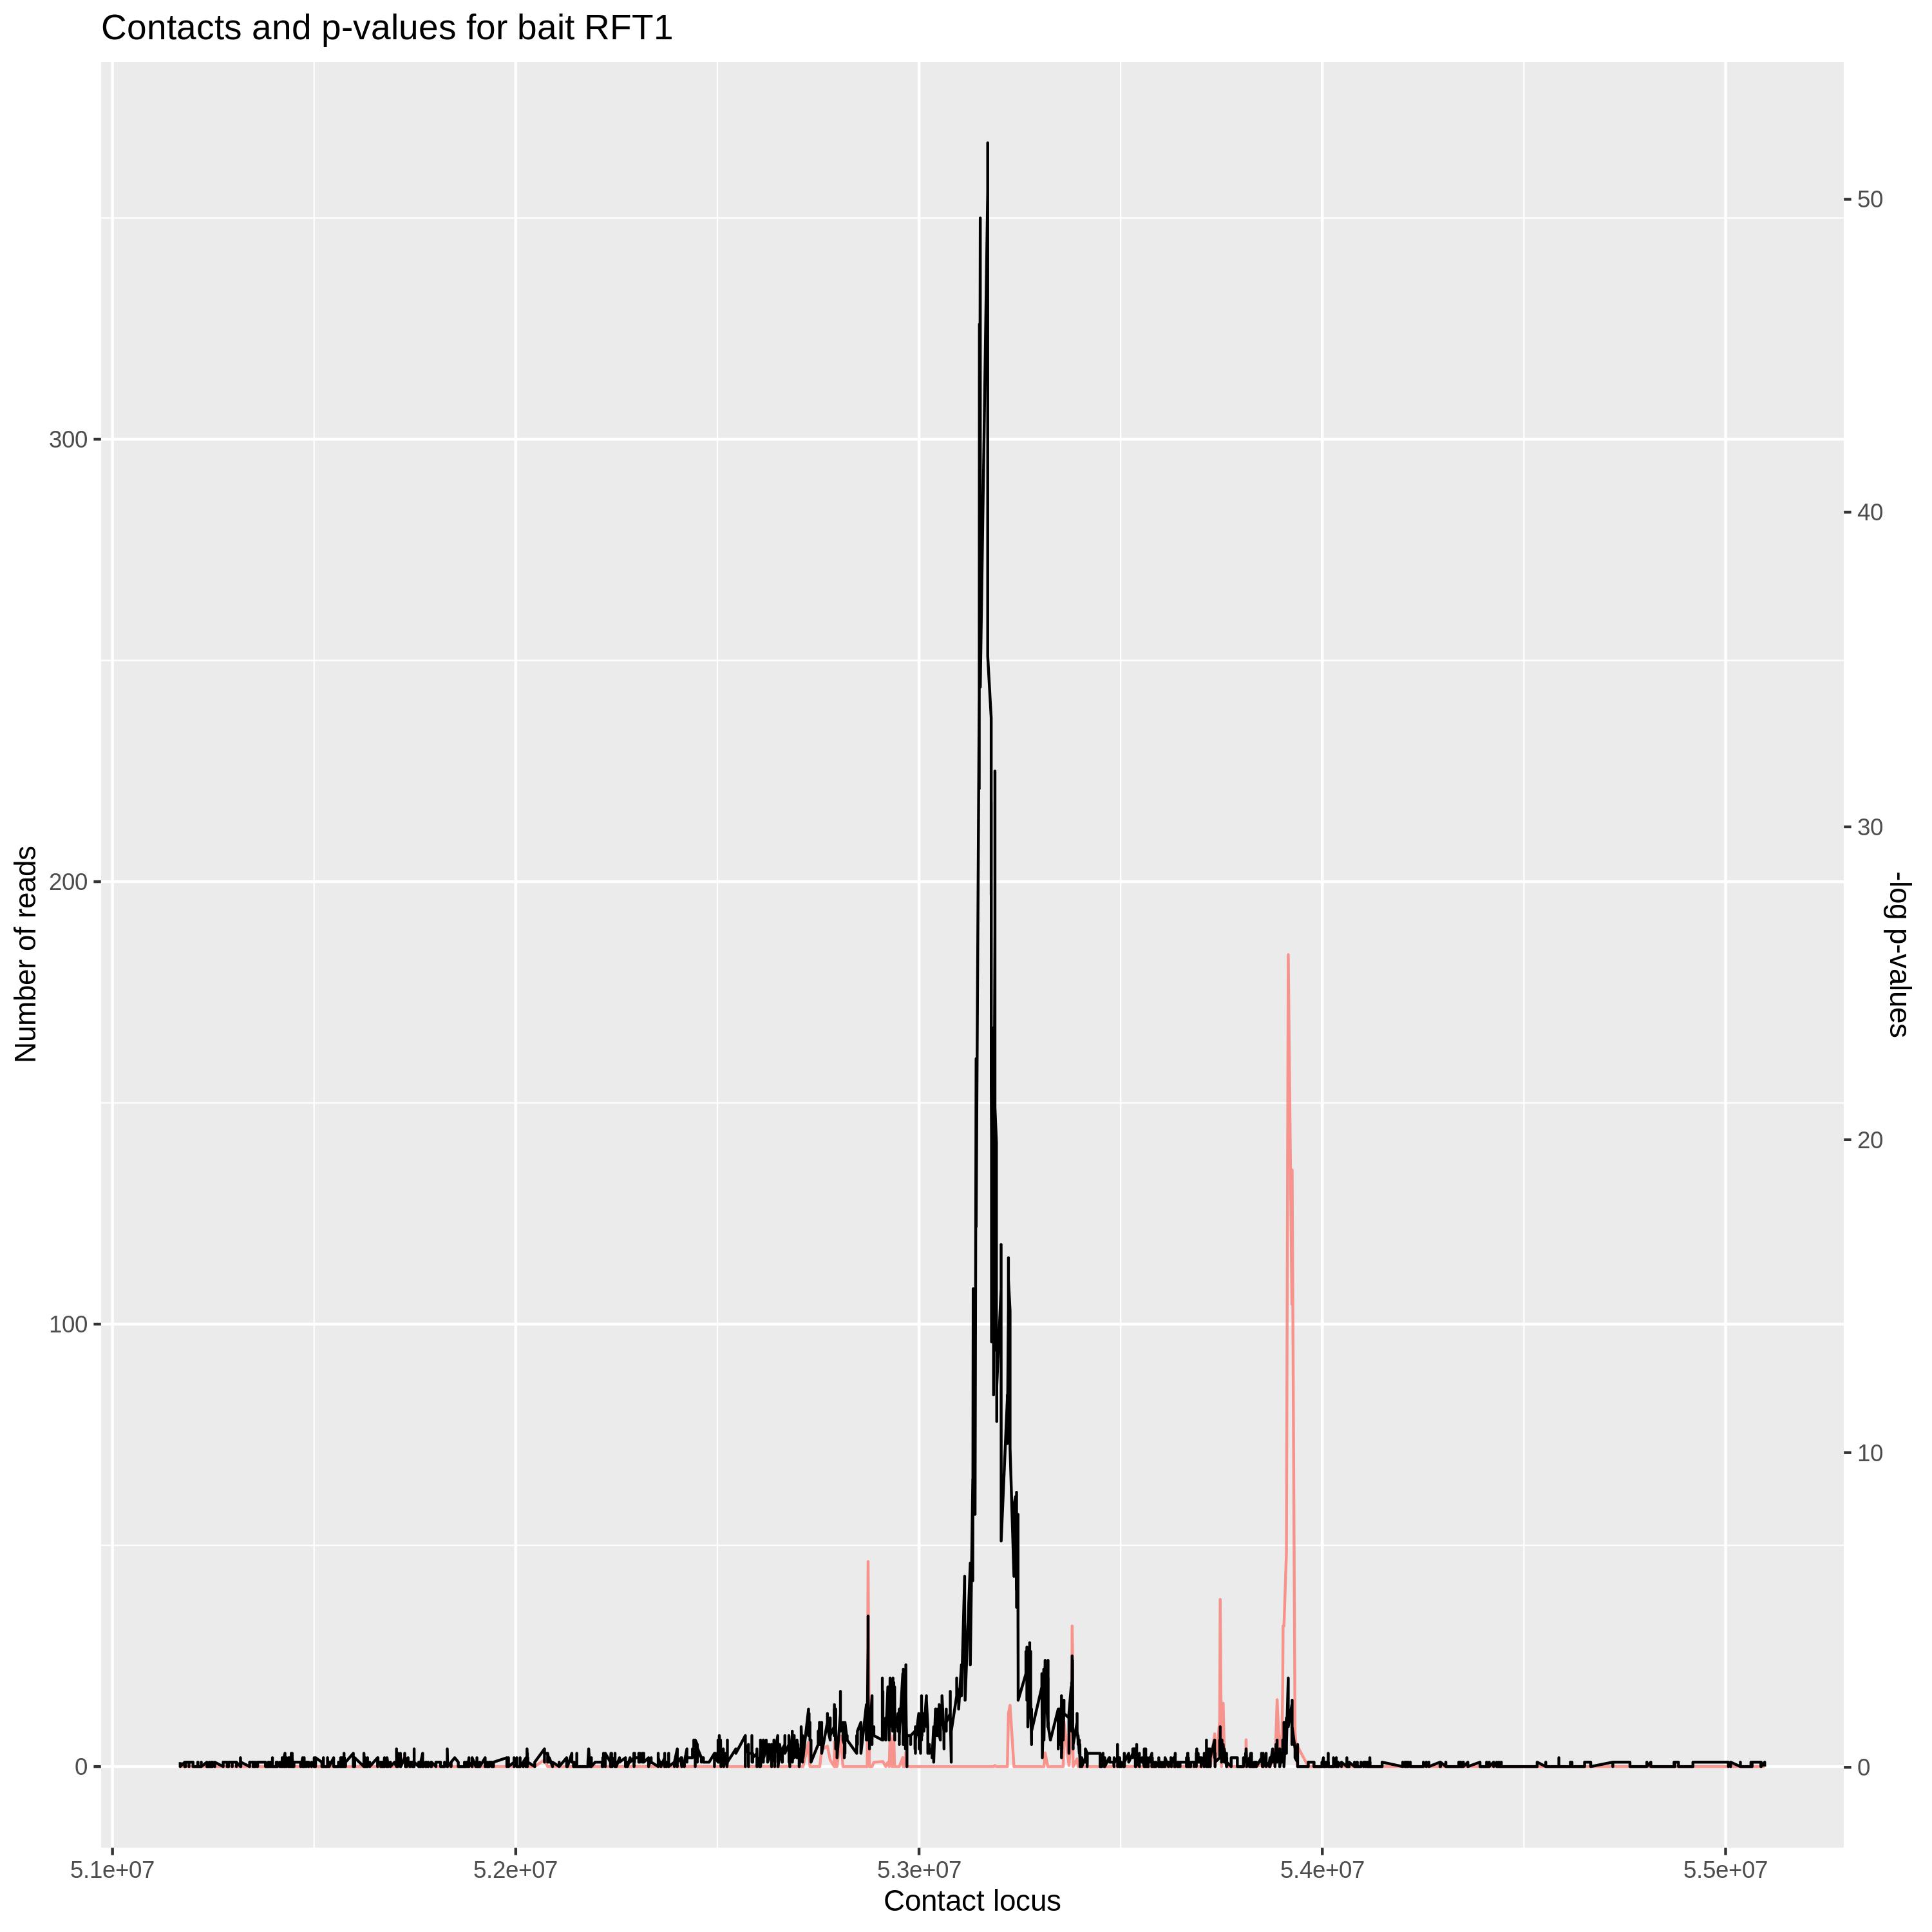 Contacts and p-values for bait RFT1
Number of reads
300
200
100
0
50
40
30
20
10
0
-log p-values
5.1e+07
5.2e+07
5.3e+07
5.4e+07
5.5e+07
Contact locus